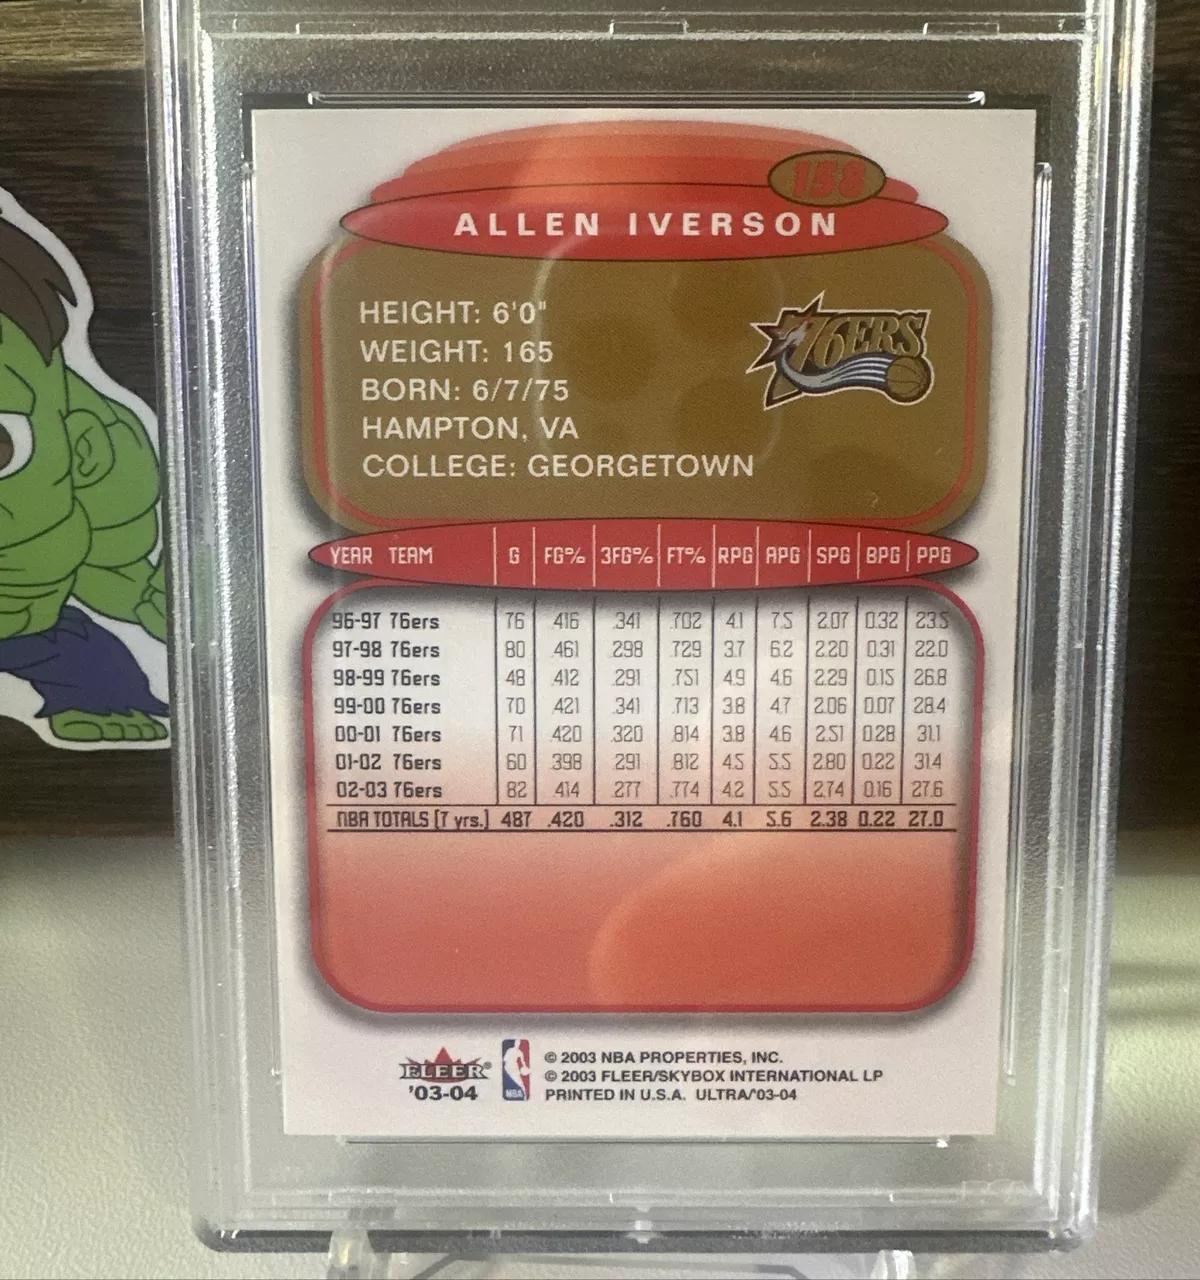 158
ALLEN IVERSON
76ERS
HEIGHT: 6'0"
WEIGHT: 165
BORN: 6/7/75
HAMPTON, VA
COLLEGE: GEORGETOWN
YEAR TEAM G FG% 3FG% FT% RPG APG SPG BPG PPG
96-97 76ers 76 .416 .341 .702 4.1 7.5 2.07 0.32 23.5
97-98 76ers 80 .461 .298 .729 3.7 6.2 2.20 0.31 22.0
98-99 76ers 48 .412 .291 .751 4.9 4.6 2.29 0.15 26.8
99-00 76ers 70 .421 .341 .713 3.8 4.7 2.06 0.07 28.4
00-01 76ers 71 .420 .320 .814 3.8 4.6 2.51 0.28 31.1
01-02 76ers 60 .398 .291 .812 4.5 5.5 2.80 0.22 31.4
02-03 76ers 82 .414 .277 .774 4.2 5.5 2.74 0.16 27.6
NBA TOTALS (7 yrs.) 487 .420 .312 .760 4.1 5.6 2.38 0.22 27.0
FLEER®
'03-04
NBA
© 2003 NBA PROPERTIES, INC.
© 2003 FLEER/SKYBOX INTERNATIONAL LP
PRINTED IN U.S.A. ULTRA/'03-04